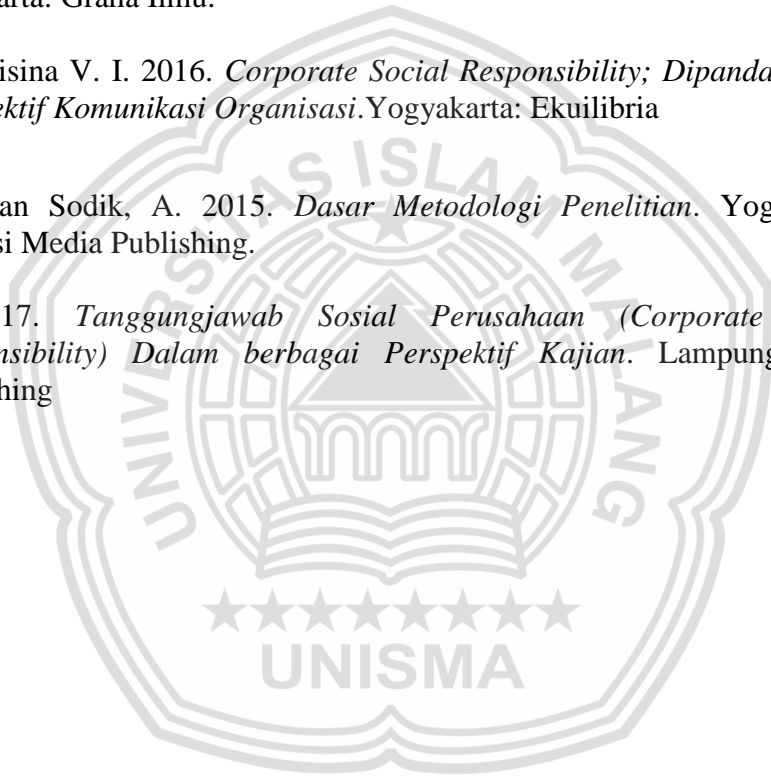 arta: Graha Ilmu.
isina V. I. 2016. Corporate Social Responsibility; Dipanda
ektif Komunikasi Organisasi.Yogyakarta: Ekuilibria
an Sodik, A. 2015. Dasar Metodologi Penelitian. Yog
si Media Publishing.
17. Tanggungjawab Sosial Perusahaan (Corporate
nsibility) Dalam berbagai Perspektif Kajian. Lampung
hing
UNIVERSITAS ISLAM MALANG
UNISMA